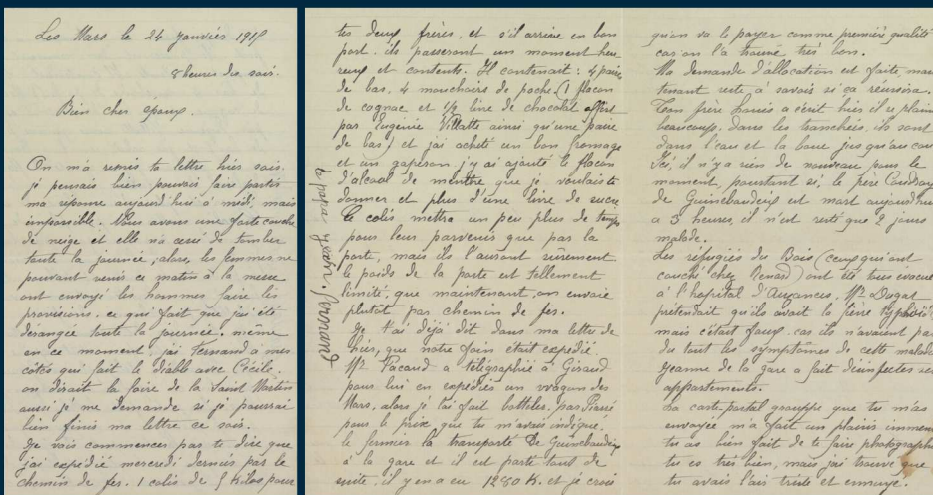 Les Mars le 24 Janvier 1915
8 heures du soir.
Bien cher époux.
On m'a remis ta lettre hier soir.
je pensais bien pouvoir faire partir
ma réponse aujourd'hui à midi, mais
impossible. Nous avons une forte couche
de neige et elle n'a cessé de tomber
toute la journée, alors, les femmes ne
pouvant venir ce matin à la messe
ont envoyé les hommes faire les
provisions. ce qui fait que j'ai été
dérangée toute la journée, même
en ce moment, j'ai Fernand à mes
côtés qui fait le diable avec Cécile.
on dirait la foire de la Saint Martin
aussi je me demande si je pourrai
bien finir ma lettre ce soir.
Je vais commencer par te dire que
j'ai expédié mercredi dernier par le
chemin de fer. 1 colis de 5 kilos pour
tes deux frères, et s'il arrive en bon
port. ils passeront un moment heu
reux et contents. Il contenait : 4 paires
de bas, 4 mouchoirs de poche, (1 flacon
de cognac et 1/2 livre de chocolat offert
par Eugénie Villatte ainsi qu'une paire
de bas) et j'ai acheté un bon fromage
et un gaperon j'y ai ajouté le flacon
d'alcool de menthe que je voulais te
donner et plus d'une livre de sucre.
Ce colis mettra un peu plus de temps
pour leur parvenir que par la
poste, mais ils l'auront surement
le poids de la poste est tellement
limité, que maintenant, on envoie
plutot par chemin de fer.
Je t'ai déjà dit dans ma lettre de
hier, que notre foin était expédié.
Mr Pacaud a télégraphié à Giraud
pour lui en expédier un wagon des
Mars, alors je l'ai fait botteler, par
pour le prix que tu m'avais indiqué.
le fermier la transporté de Guinebaudeix
à la gare et il est parti tout de
suite, il y en a eu 1280 K. et je crois
le papa Fernand
qu'on va le payer comme première qualité
car on l'a trouvé très bon.
Ma demande d'allocation est faite main
tenant reste à savoir si ça réussira.
Ton frère Louis a écrit hier il se plaint
beaucoup. dans les tranchées. ils sont
dans l'eau et la boue jusqu'au cou
Ici, il n'y a rien de nouveau pour le
moment, pourtant si, le père
de Guinebaudeix est mort aujourd'hui
à 3 heures, il n'est resté que 2 jours
malade.
Les réfugiés du Bois (ceux qui ont
couché chez Renard) ont été tous évacués
à l'hôpital d'Auzances. Mr Dugat
prétendait qu'ils avait la fièvre typhoïde
mais c'était faux. car ils n'avaient pas
du tout les symptômes de cette maladie
Jeanne de la gare a fait désinfecter ses
appartements.
La carte-postal grouppe que tu m'as
envoyée m'a fait un plaisir immense
tu as bien fait de te faire photographier
tu es très bien, mais j'ai trouvé que
tu avais l'air triste et ennuyé.